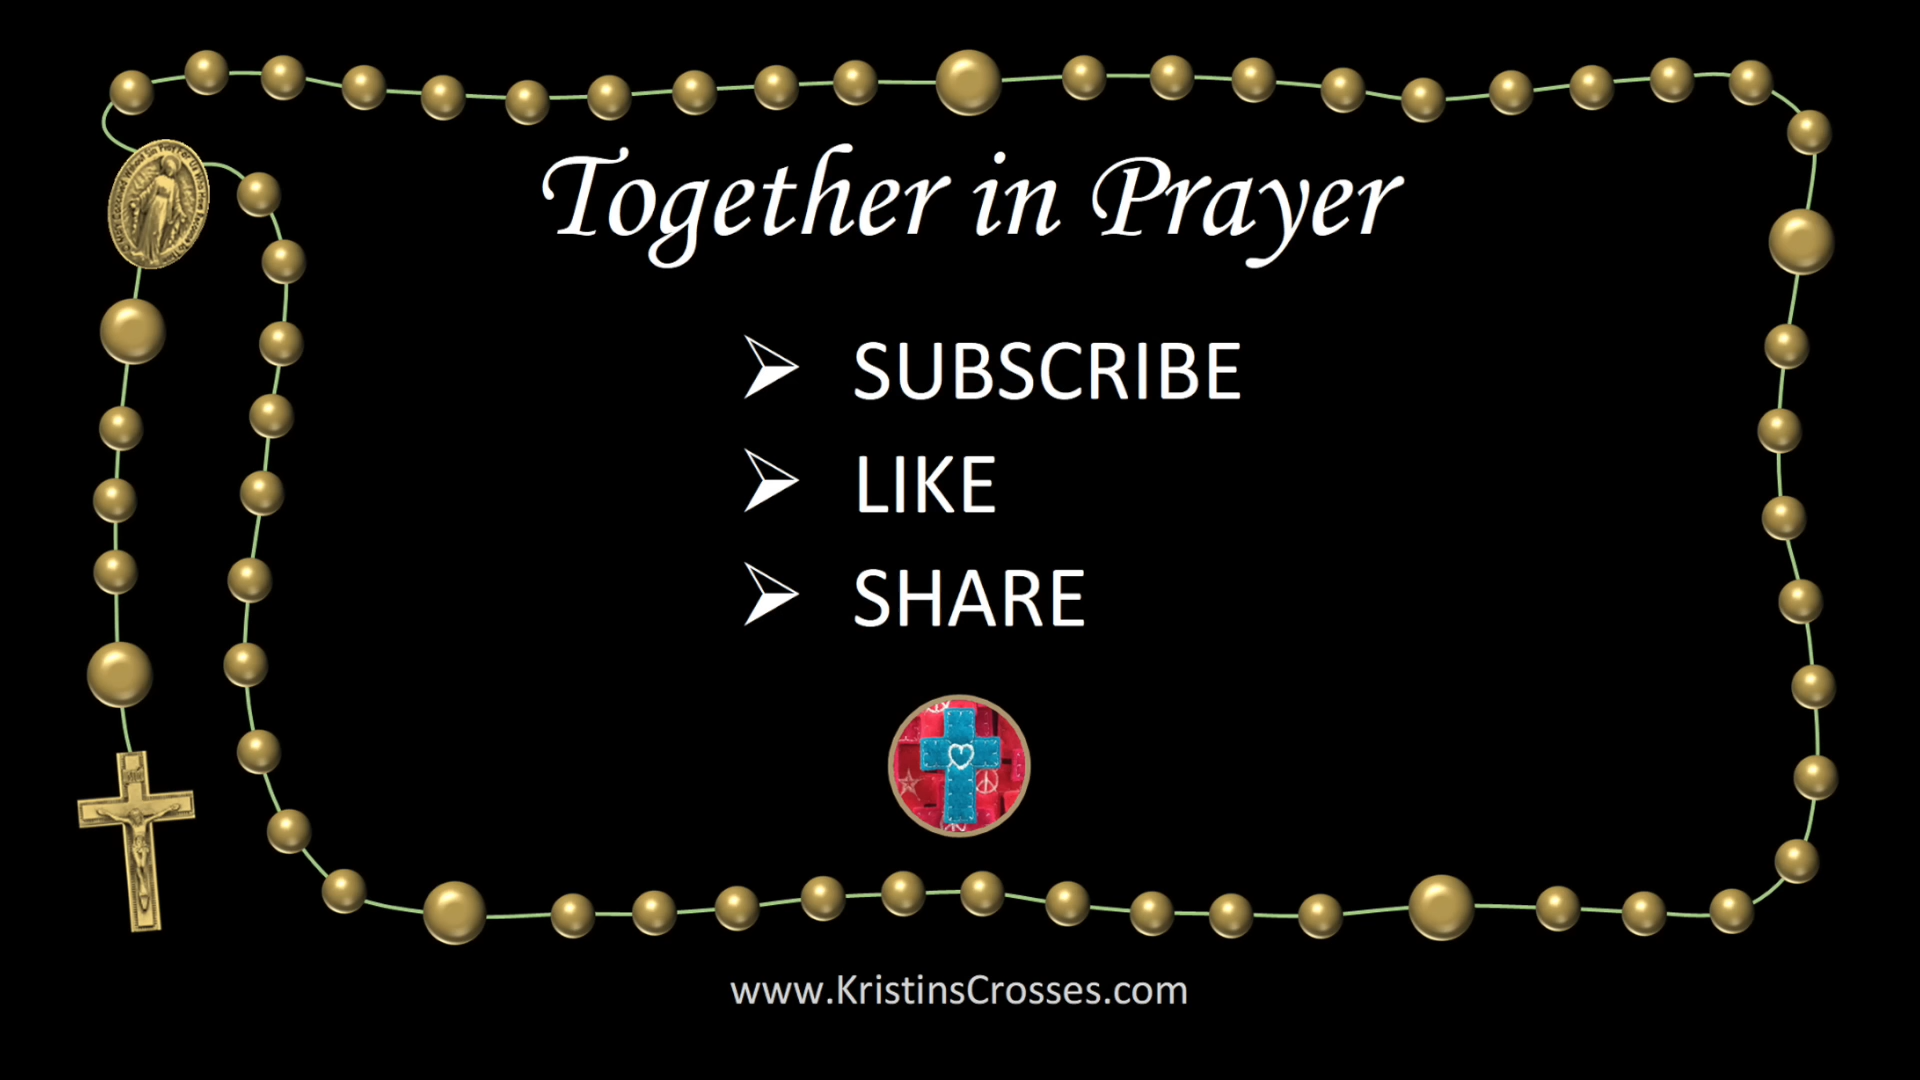 Together in Prayer
SUBSCRIBE
LIKE
SHARE
www.KristinsCrosses.com